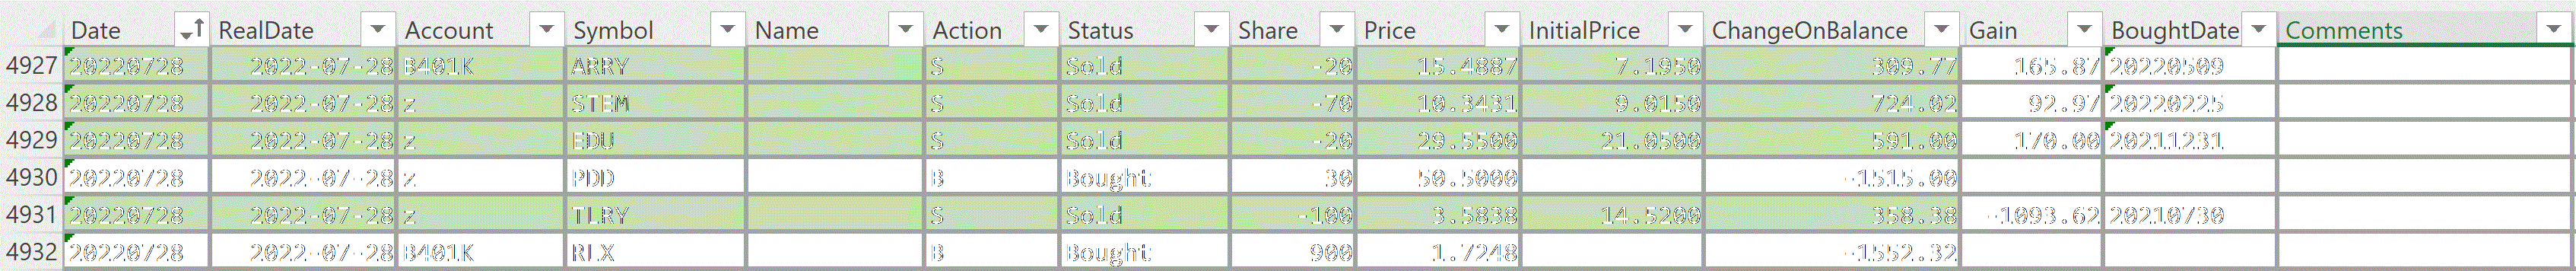 Date RealDate Account Symbol Name Action Status Share Price InitialPrice ChangeOnBalance Gain BoughtDate Comments
4927 20220728 2022-07-28 B401K ARRY S Sold -20 15.4887 7.1950 309.77 165.87 20220509
4928 20220728 2022-07-28 z STEM S Sold -70 10.3431 9.0150 724.02 92.97 20220225
4929 20220728 2022-07-28 z EDU S Sold -20 29.5500 21.0500 591.00 170.00 20211231
4930 20220728 2022-07-28 z PDD B Bought 30 50.5000 -1515.00
4931 20220728 2022-07-28 z TLRY S Sold -100 3.5838 14.5200 358.38 -1093.62 20210730
4932 20220728 2022-07-28 B401K RLX B Bought 900 1.7248 -1552.32